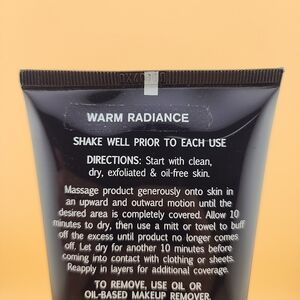 WARM RADIANCE
SHAKE WELL PRIOR TO EACH USE
DIRECTIONS: Start with clean,
dry, exfoliated & oil-free skin.
Massage product generously onto skin in
an upward and outward motion until the
desired area is completely covered. Allow 10
minutes to dry, then use a mitt or towel to buff
off the excess until product no longer comes
off. Let dry for another 10 minutes before
coming into contact with clothing or sheets.
Reapply in layers for additional coverage.
TO REMOVE, USE OIL OR
OIL-BASED MAKEUP REMOVER.